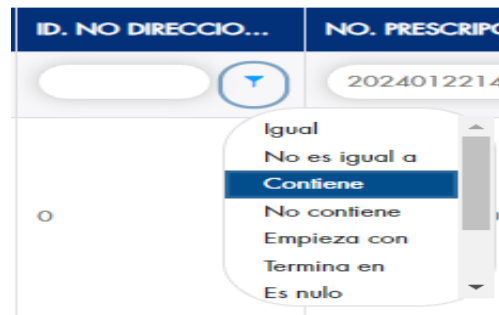 ID. NO DIRECCIO... NO. PRESCRIPC
2024012214
Igual
No es igual a
Contiene
No contiene
Empieza con
0
Termina en
Es nulo